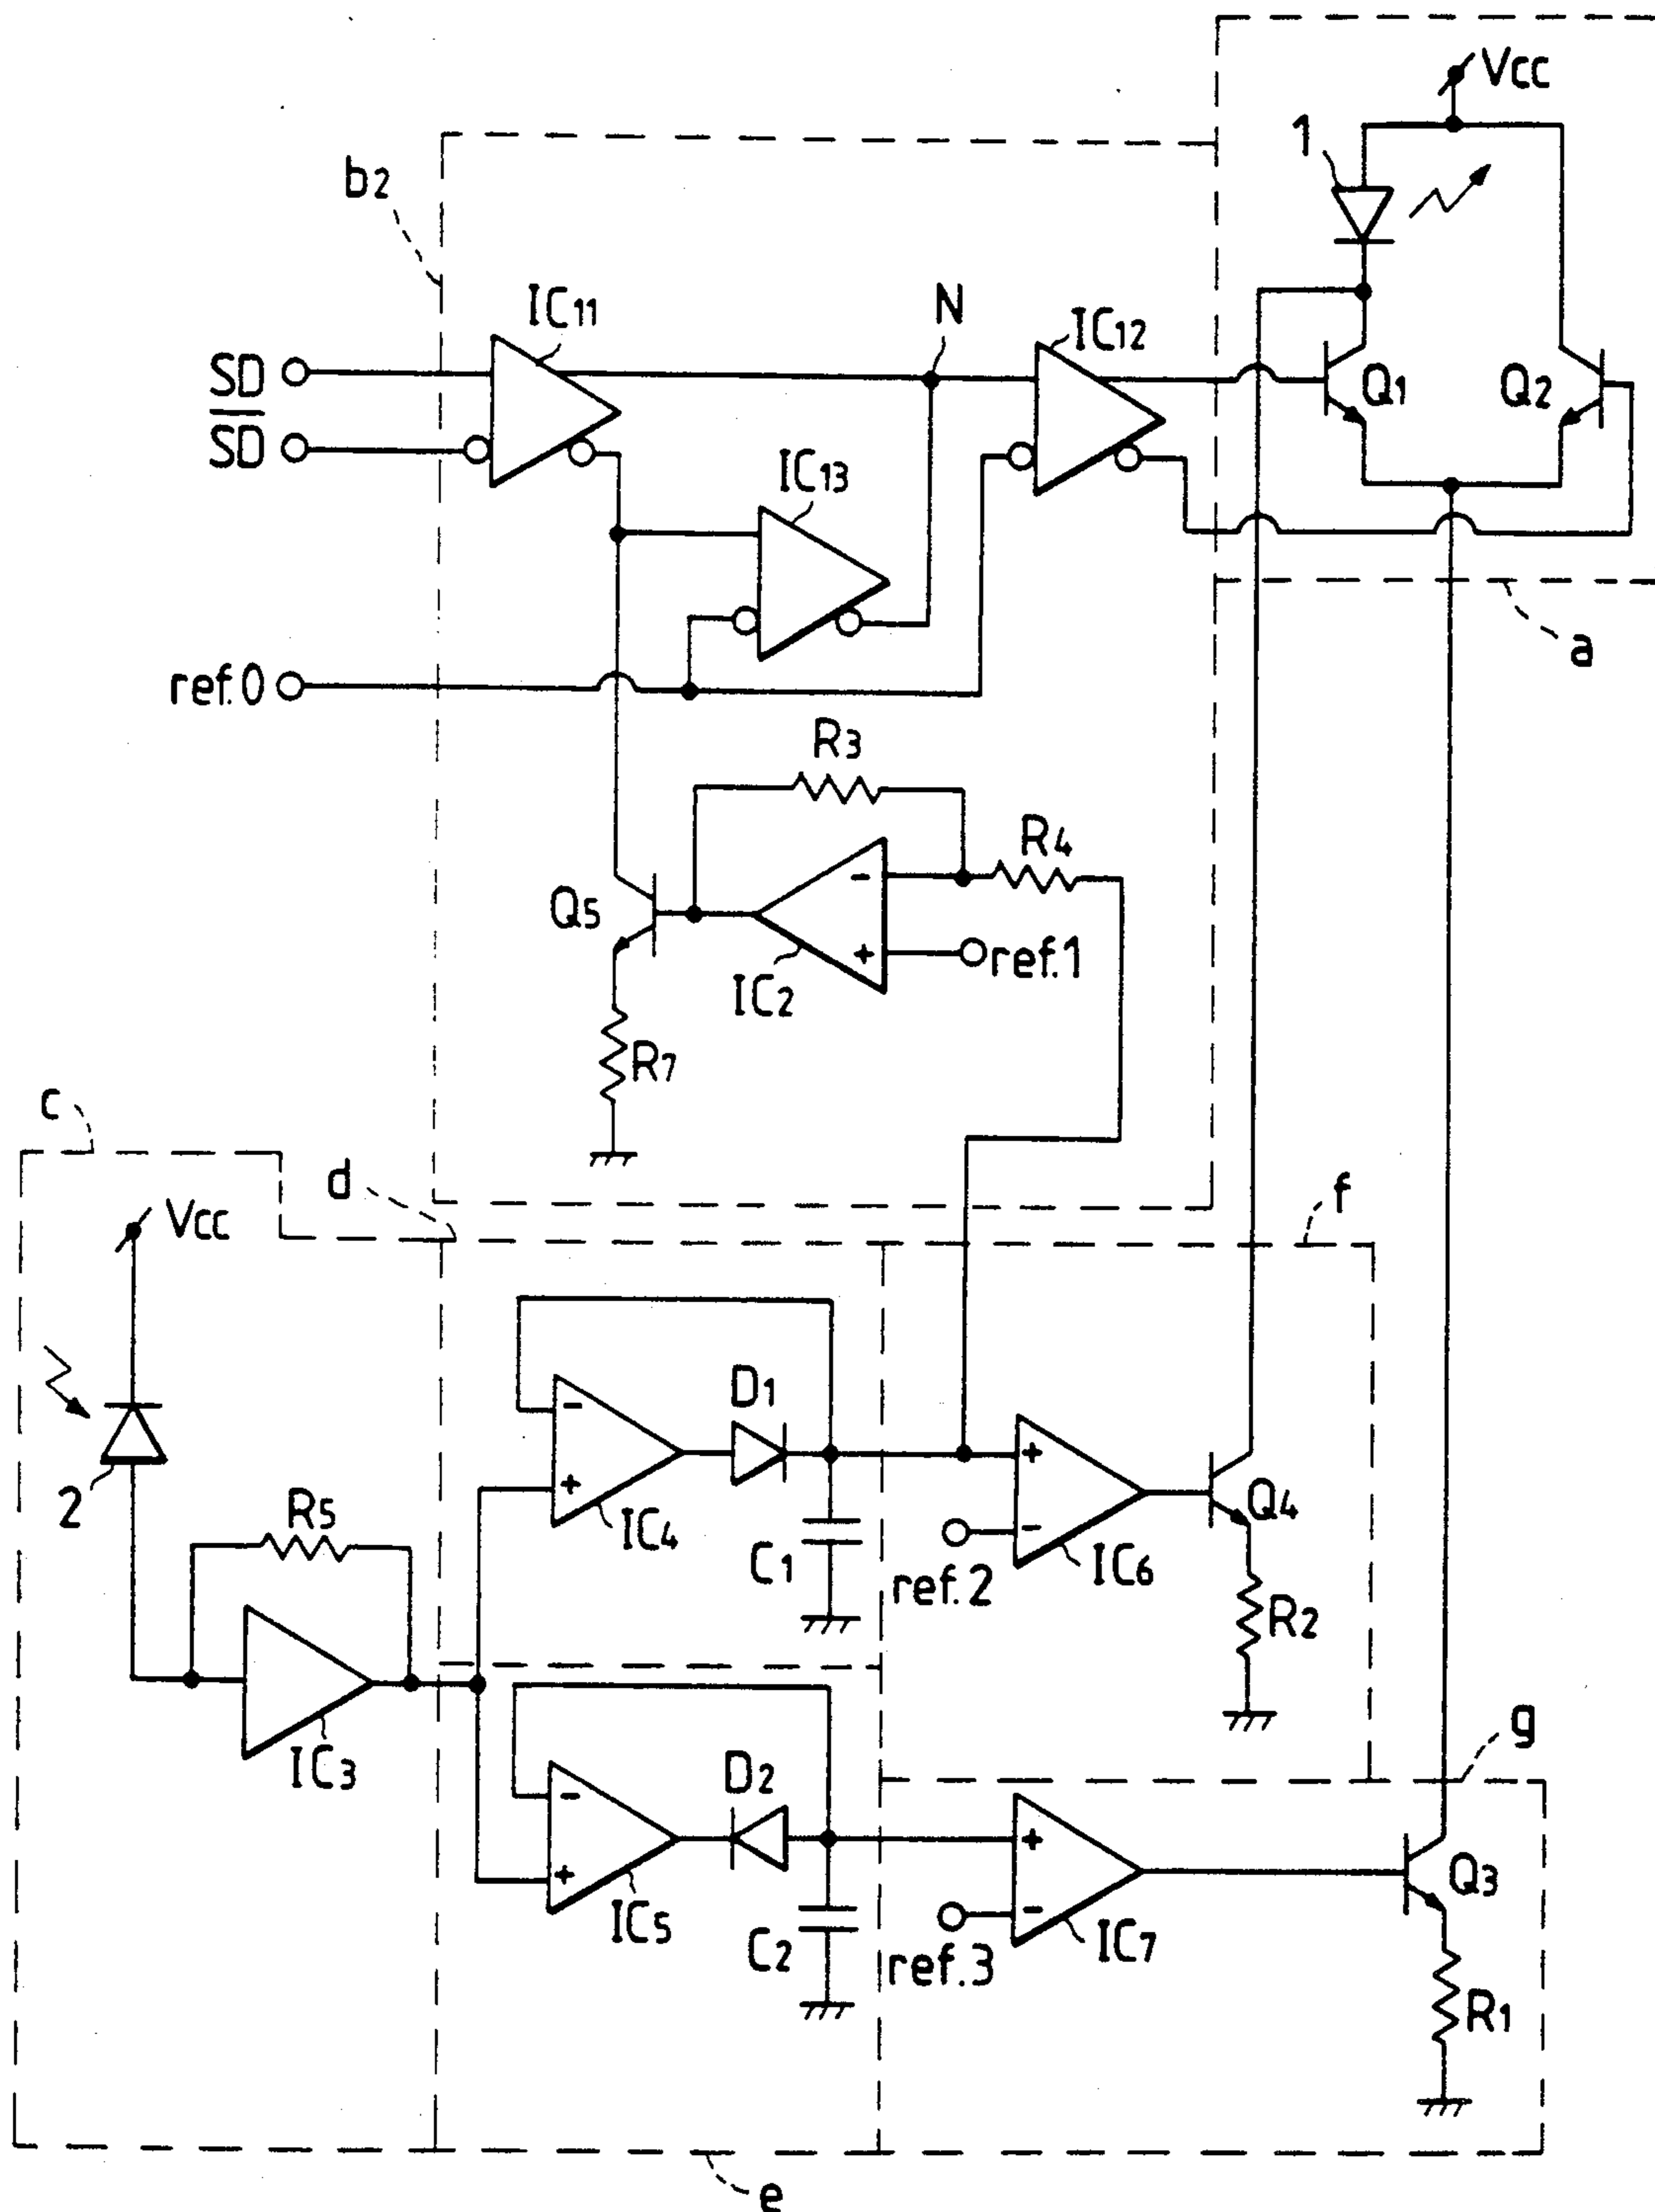 Vcc
1
b2
IC11
N
IC12
SD
Q1
Q2
S̅D̅
IC13
a
ref.0
R3
R4
Q5
-
+
ref.1
IC2
R7
c
d
f
Vcc
D1
-
+
+
-
2
R5
IC4
C1
ref.2
IC6
Q4
R2
IC3
g
D2
-
+
+
-
Q3
IC5
C2
ref.3
IC7
R1
e